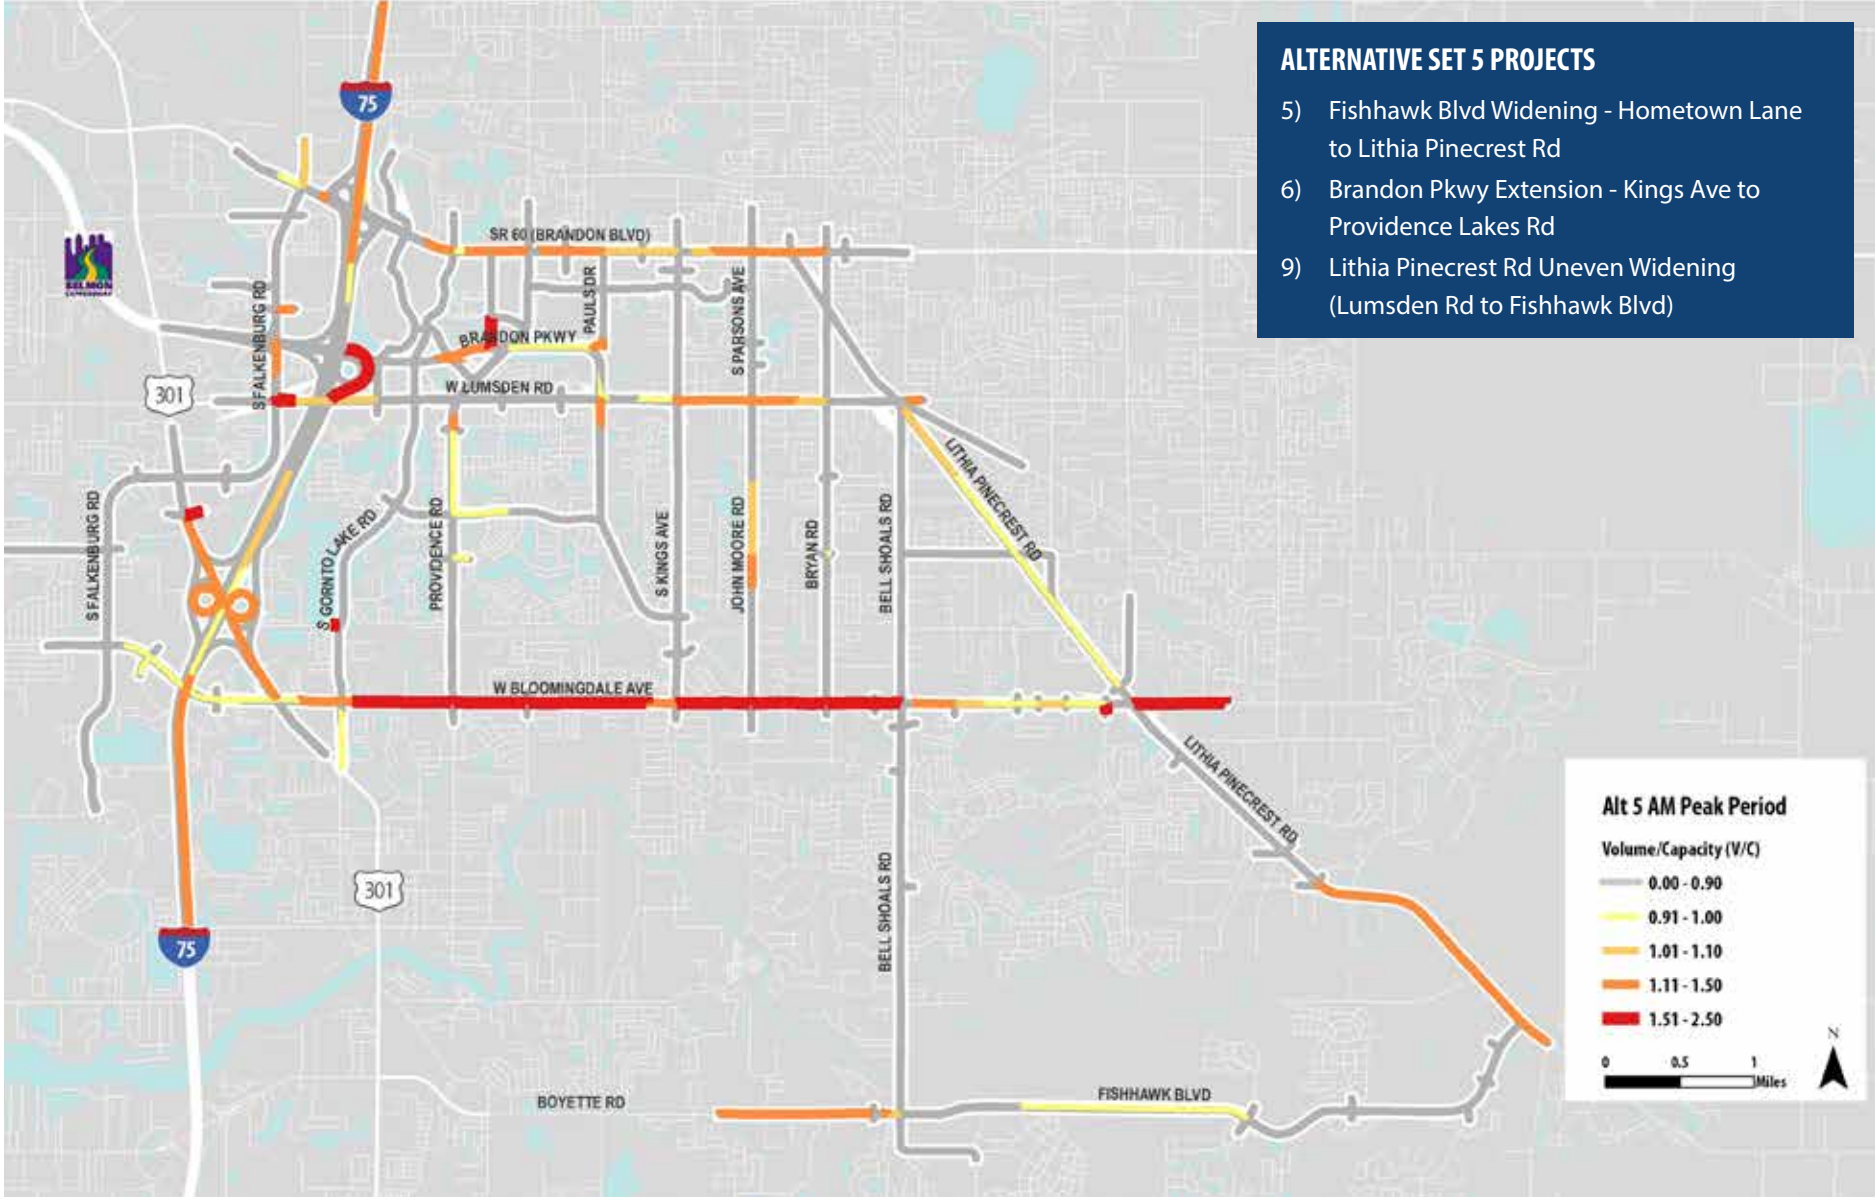 ALTERNATIVE SET 5 PROJECTS
5) Fishhawk Blvd Widening - Hometown Lane
to Lithia Pinecrest Rd
6) Brandon Pkwy Extension - Kings Ave to
Providence Lakes Rd
9) Lithia Pinecrest Rd Uneven Widening
(Lumsden Rd to Fishhawk Blvd)
75
SR 60 (BRANDON BLVD)
SELMON
EXPRESSWAY
S FALKENBURG RD
PAULS DR
S PARSONS AVE
BRANDON PKWY
W LUMSDEN RD
301
LITHIA PINECREST RD
S FALKENBURG RD
S GORNTO LAKE RD
PROVIDENCE RD
S KINGS AVE
JOHN MOORE RD
BRYAN RD
BELL SHOALS RD
W BLOOMINGDALE AVE
LITHIA PINECREST RD
301
BELL SHOALS RD
75
BOYETTE RD
FISHHAWK BLVD
Alt 5 AM Peak Period
Volume/Capacity (V/C)
0.00 - 0.90
0.91 - 1.00
1.01 - 1.10
1.11 - 1.50
1.51 - 2.50
N
0 0.5 1
Miles